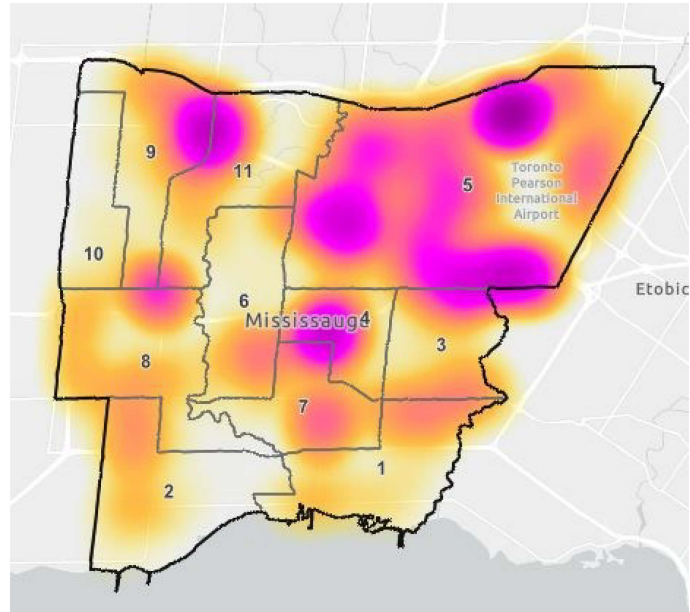 9
11
5
Toronto
Pearson
International
Airport
10
Etobic
6
Mississauga
4
3
8
7
1
2